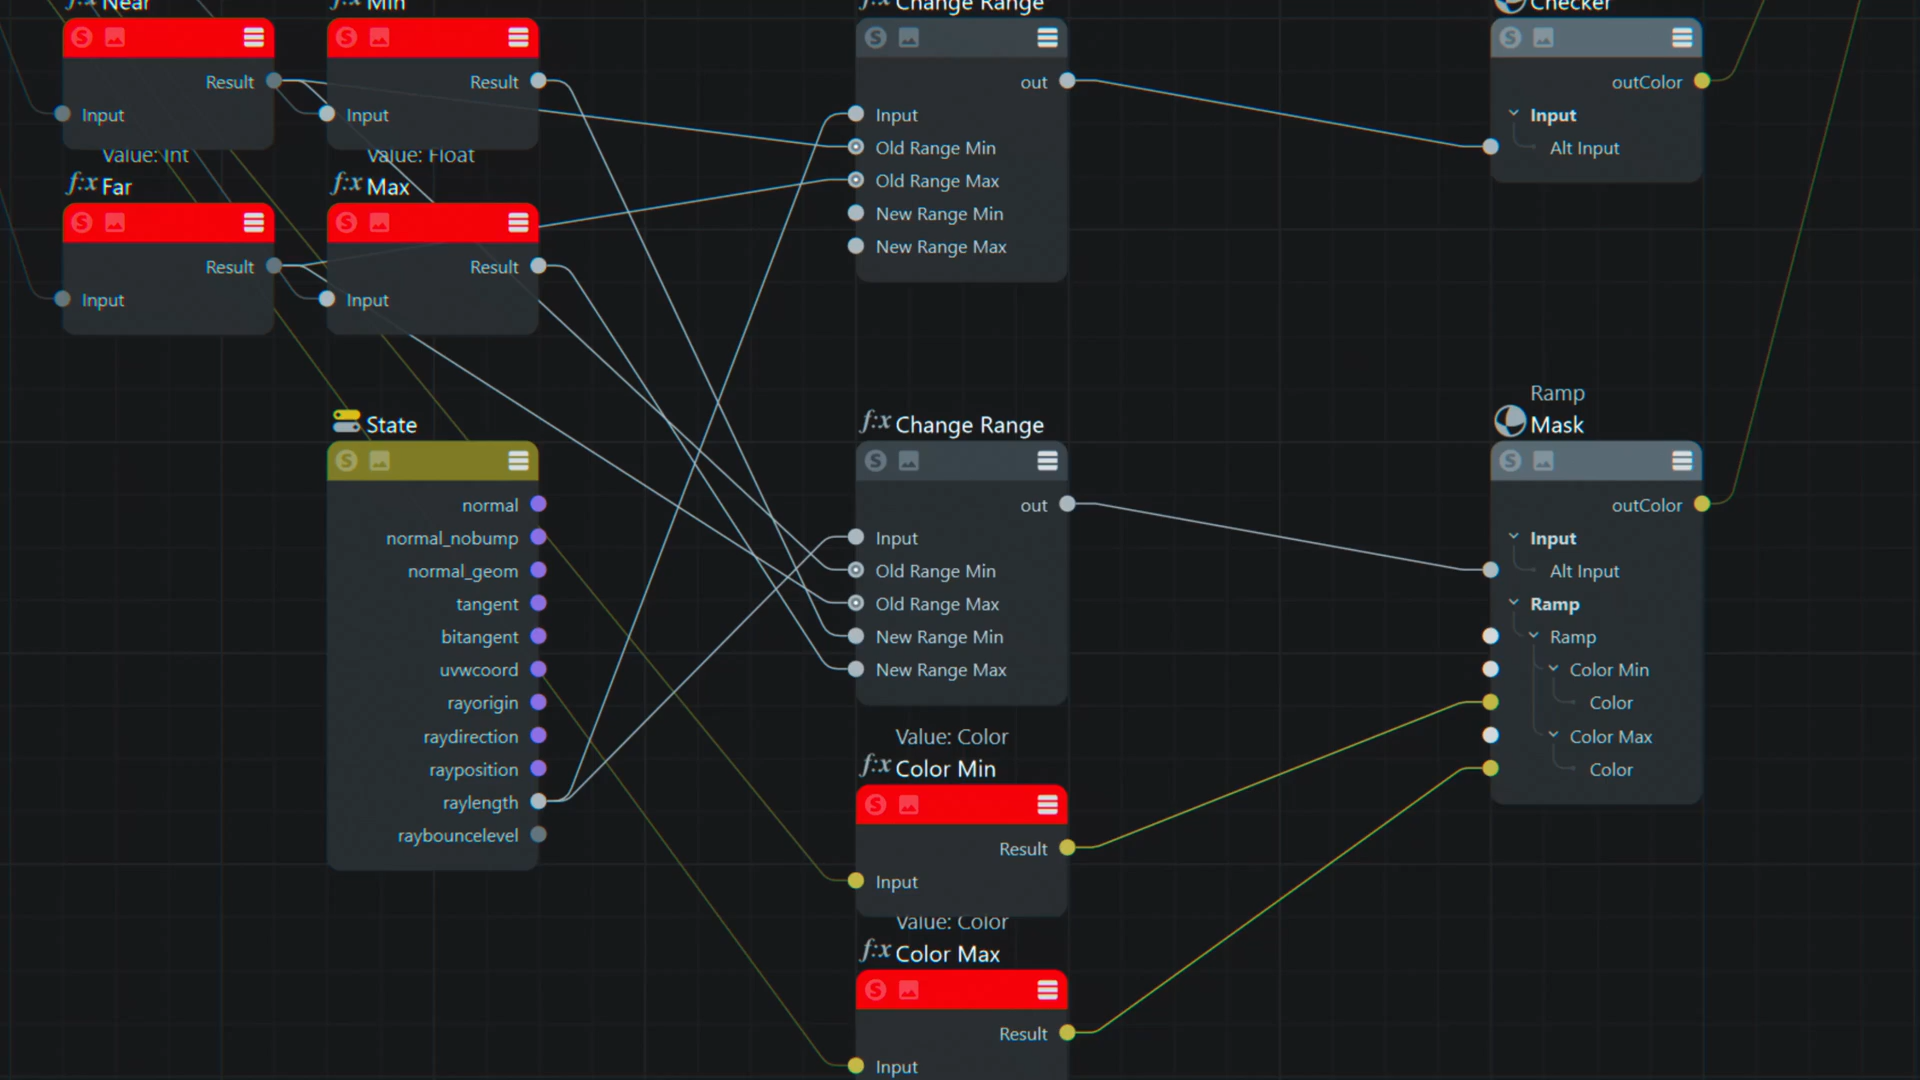 f:x Near
Result
Input
Value: Int
f:x Far
Result
Input
f:x Min
Result
Input
Value: Float
f:x Max
Result
Input
State
normal
normal_nobump
normal_geom
tangent
bitangent
uvwcoord
rayorigin
raydirection
rayposition
raylength
raybouncelevel
f:x Change Range
out
Input
Old Range Min
Old Range Max
New Range Min
New Range Max
f:x Change Range
out
Input
Old Range Min
Old Range Max
New Range Min
New Range Max
Value: Color
f:x Color Min
Result
Input
Value: Color
f:x Color Max
Result
Input
Checker
outColor
Input
Alt Input
Ramp
Mask
outColor
Input
Alt Input
Ramp
Ramp
Color Min
Color
Color Max
Color